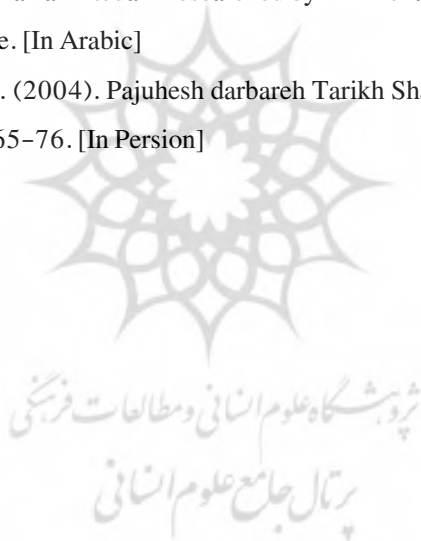 e. [In Arabic]
. (2004). Pajuhesh darbareh Tarikh Sha
65-76. [In Persion]
پژوهشگاه علوم انسانی و مطالعات فرهنگی
پرتال جامع علوم انسانی